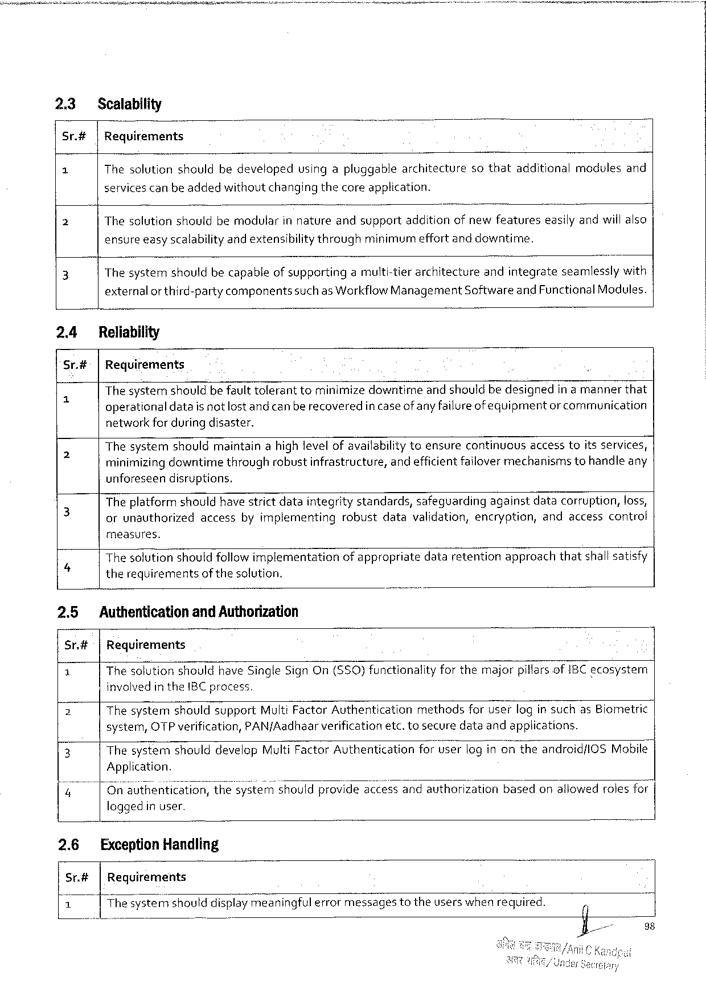 2.3 Scalability
Sr.# Requirements
1 The solution should be developed using a pluggable architecture so that additional modules and
services can be added without changing the core application.
2 The solution should be modular in nature and support addition of new features easily and will also
ensure easy scalability and extensibility through minimum effort and downtime.
3 The system should be capable of supporting a multi-tier architecture and integrate seamlessly with
external or third-party components such as Workflow Management Software and Functional Modules.
2.4 Reliability
Sr.# Requirements
1 The system should be fault tolerant to minimize downtime and should be designed in a manner that
operational data is not lost and can be recovered in case of any failure of equipment or communication
network for during disaster.
2 The system should maintain a high level of availability to ensure continuous access to its services,
minimizing downtime through robust infrastructure, and efficient failover mechanisms to handle any
unforeseen disruptions.
3 The platform should have strict data integrity standards, safeguarding against data corruption, loss,
or unauthorized access by implementing robust data validation, encryption, and access control
measures.
4 The solution should follow implementation of appropriate data retention approach that shall satisfy
the requirements of the solution.
2.5 Authentication and Authorization
Sr.# Requirements
1 The solution should have Single Sign On (SSO) functionality for the major pillars of IBC ecosystem
involved in the IBC process.
2 The system should support Multi Factor Authentication methods for user log in such as Biometric
system, OTP verification, PAN/Aadhaar verification etc. to secure data and applications.
3 The system should develop Multi Factor Authentication for user log in on the android/IOS Mobile
Application.
4 On authentication, the system should provide access and authorization based on allowed roles for
logged in user.
2.6 Exception Handling
Sr.# Requirements
1 The system should display meaningful error messages to the users when required.
98
/Anil C Kandpal
अवर सचिव/Under Secretary